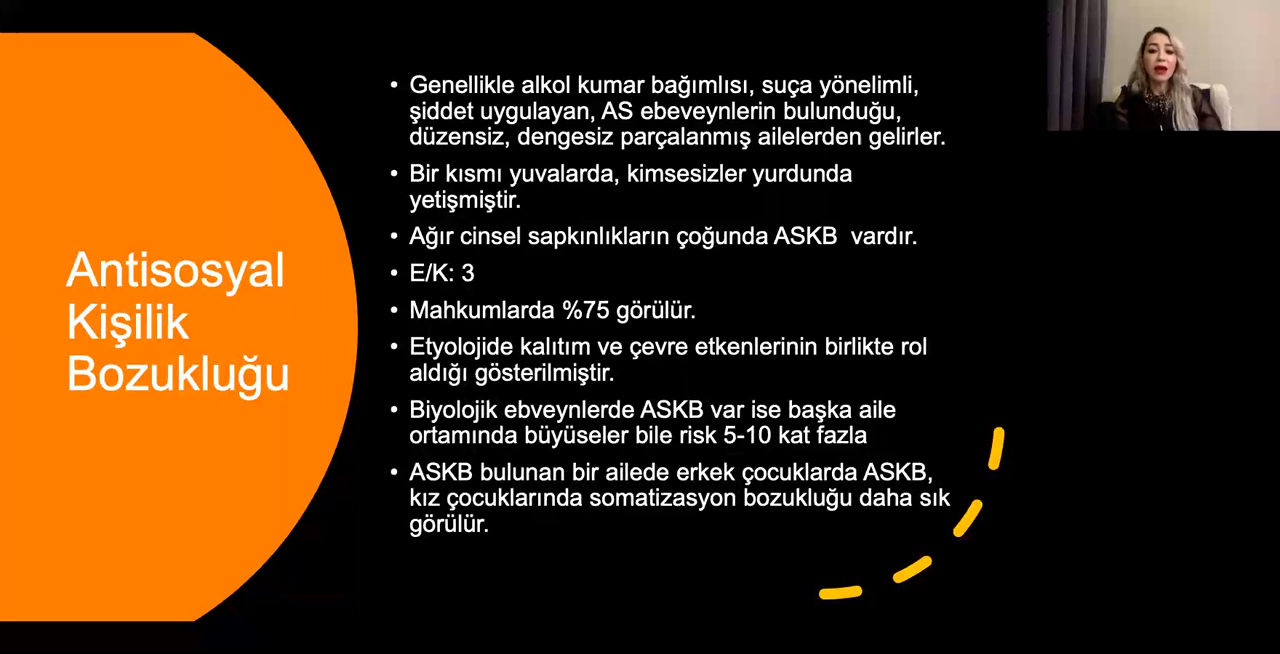 Antisosyal
Kişilik
Bozukluğu
• Genellikle alkol kumar bağımlısı, suça yönelimli,
şiddet uygulayan, AS ebeveynlerin bulunduğu,
düzensiz, dengesiz parçalanmış ailelerden gelirler.
• Bir kısmı yuvalarda, kimsesizler yurdunda
yetişmiştir.
• Ağır cinsel sapkınlıkların çoğunda ASKB vardır.
• E/K: 3
• Mahkumlarda %75 görülür.
• Etyolojide kalıtım ve çevre etkenlerinin birlikte rol
aldığı gösterilmiştir.
• Biyolojik ebveynlerde ASKB var ise başka aile
ortamında büyüseler bile risk 5-10 kat fazla
• ASKB bulunan bir ailede erkek çocuklarda ASKB,
kız çocuklarında somatizasyon bozukluğu daha sık
görülür.